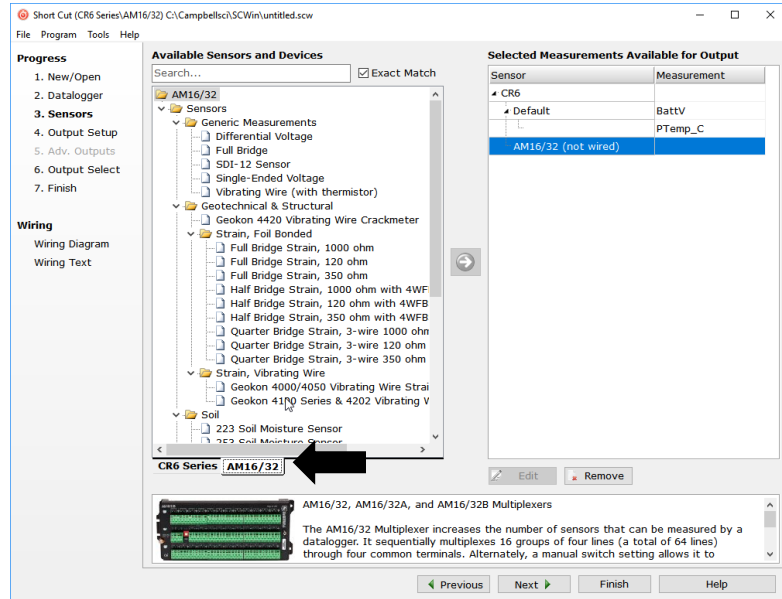 Short Cut (CR6 Series\AM16/32) C:\Campbellsci\SCWin\untitled.scw
File Program Tools Help
Progress
1. New/Open
2. Datalogger
3. Sensors
4. Output Setup
5. Adv. Outputs
6. Output Select
7. Finish
Wiring
Wiring Diagram
Wiring Text
Available Sensors and Devices
Search...
Exact Match
AM16/32
Sensors
Generic Measurements
Differential Voltage
Full Bridge
SDI-12 Sensor
Single-Ended Voltage
Vibrating Wire (with thermistor)
Geotechnical & Structural
Geokon 4420 Vibrating Wire Crackmeter
Strain, Foil Bonded
Full Bridge Strain, 1000 ohm
Full Bridge Strain, 120 ohm
Full Bridge Strain, 350 ohm
Half Bridge Strain, 1000 ohm with 4WF
Half Bridge Strain, 120 ohm with 4WFB
Half Bridge Strain, 350 ohm with 4WFB
Quarter Bridge Strain, 3-wire 1000 ohm
Quarter Bridge Strain, 3-wire 120 ohm
Quarter Bridge Strain, 3-wire 350 ohm
Strain, Vibrating Wire
Geokon 4000/4050 Vibrating Wire Strai
Geokon 4100 Series & 4202 Vibrating
Soil
223 Soil Moisture Sensor
253 Soil Moisture Sensor
CR6 Series AM16/32
Selected Measurements Available for Output
Sensor Measurement
CR6
Default BattV
PTemp_C
AM16/32 (not wired)
Edit Remove
AM16/32, AM16/32A, and AM16/32B Multiplexers
The AM16/32 Multiplexer increases the number of sensors that can be measured by a
datalogger. It sequentially multiplexes 16 groups of four lines (a total of 64 lines)
through four common terminals. Alternately, a manual switch setting allows it to
Previous Next Finish Help